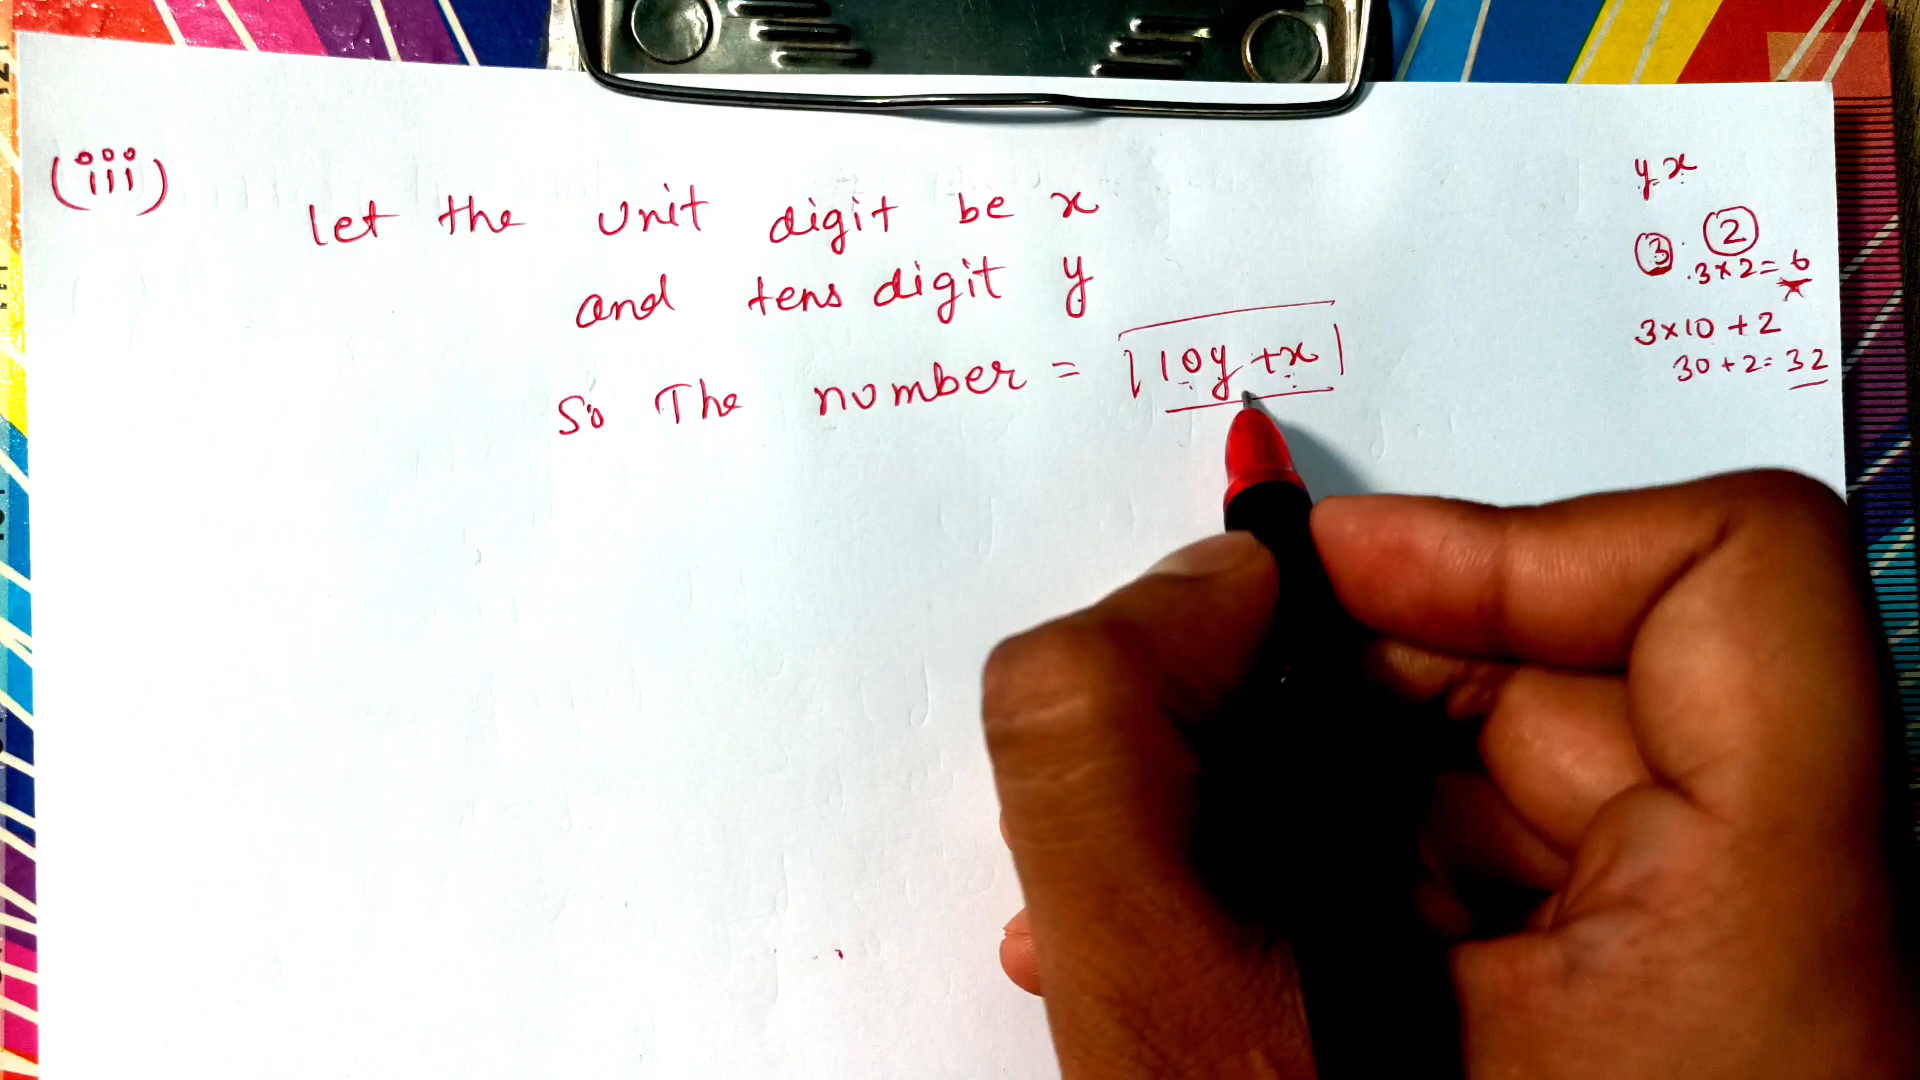 (iii)
let the unit digit be x
and tens digit y
So The number = 10y + x
y x
3 2
3×2=6
3×10 + 2
30 + 2 = 32